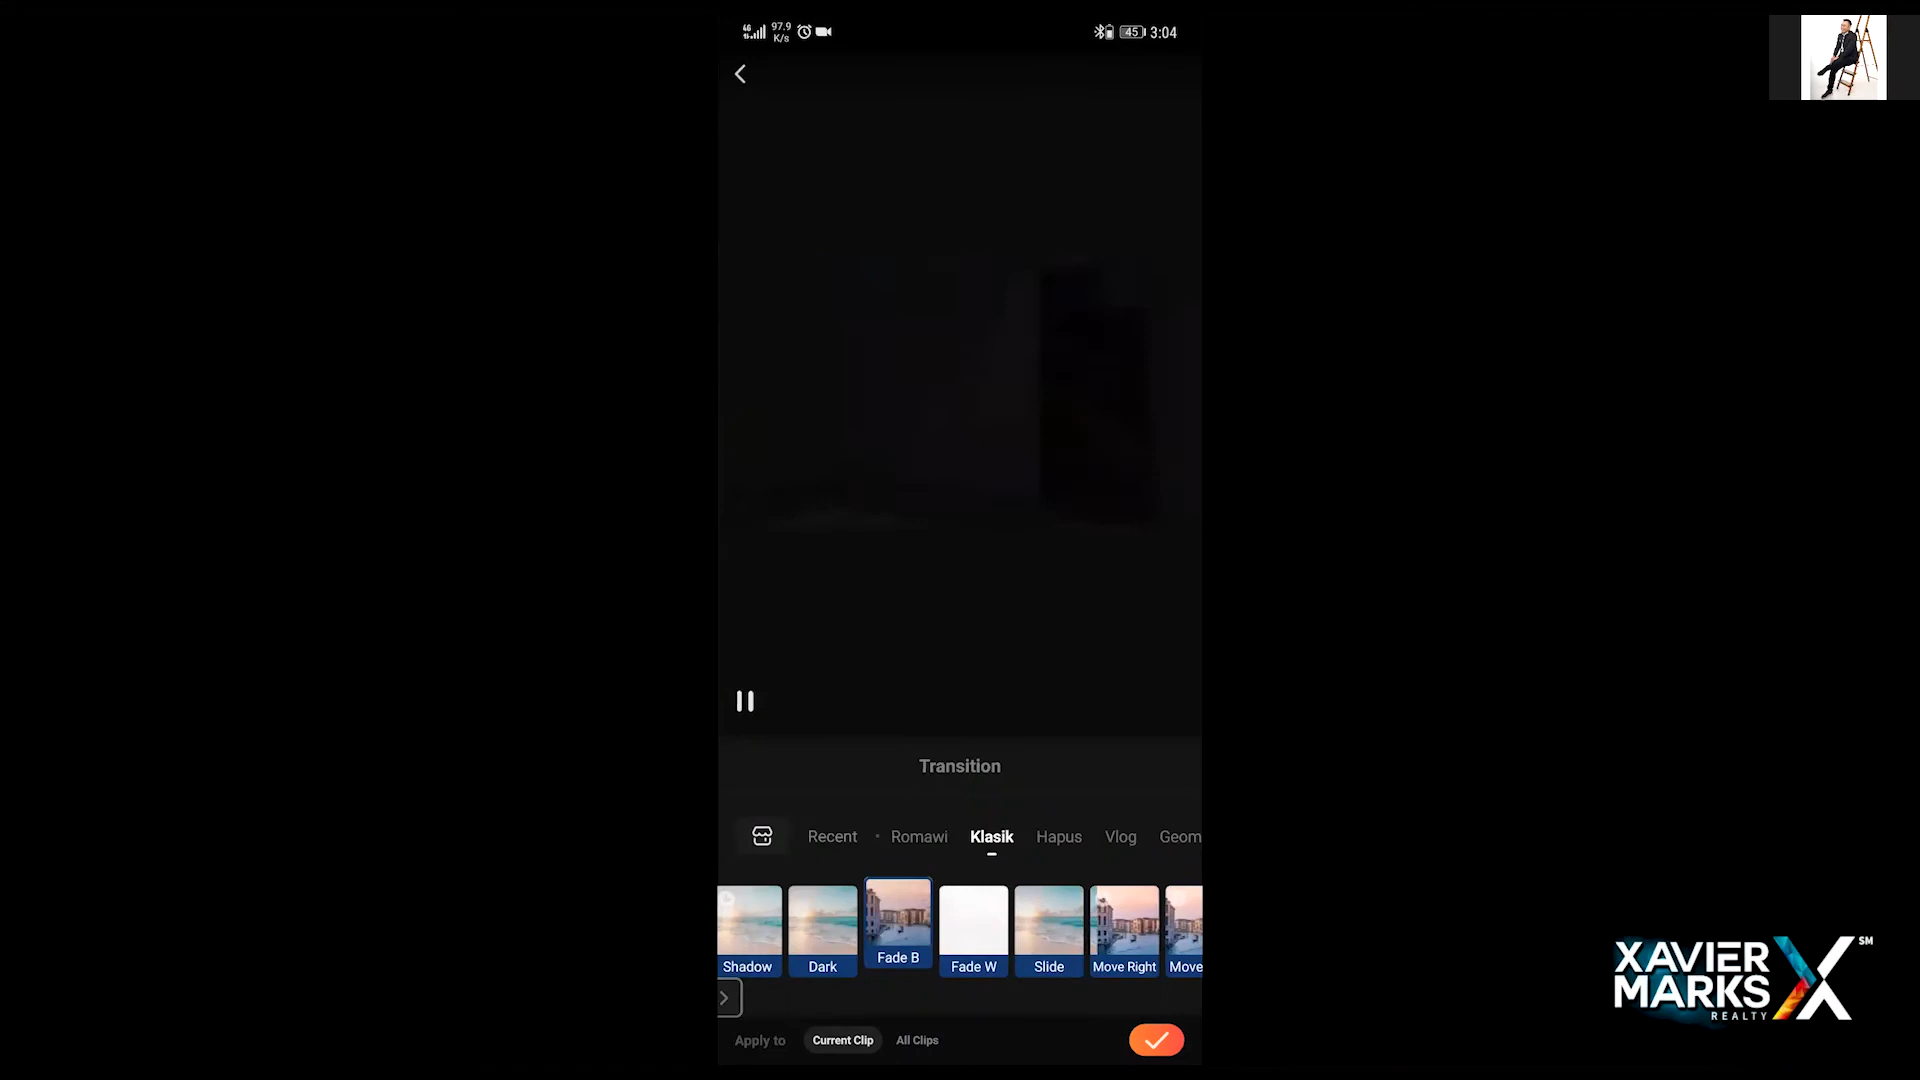 4G 97.9 K/s 45 3:04
Transition
Recent Romawi Klasik Hapus Vlog Geom
Shadow Dark Fade B Fade W Slide Move Right Move
Apply to Current Clip All Clips
XAVIER
MARKS X SM
REALTY